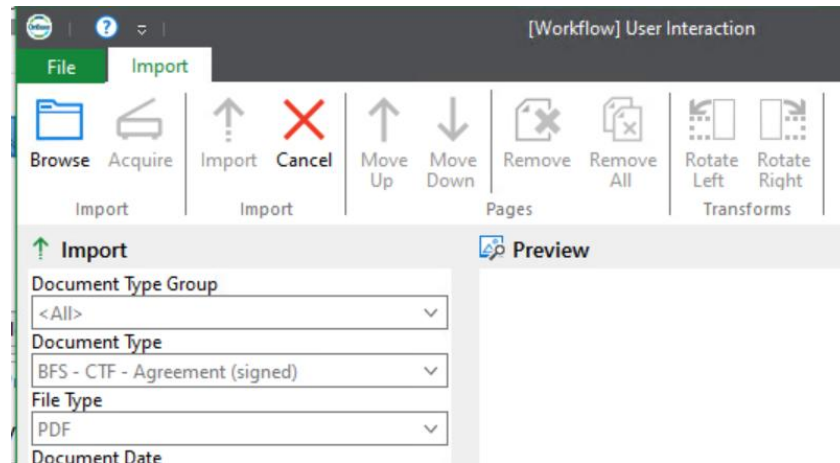 [Workflow] User Interaction
File Import
Browse Acquire Import Cancel Move Up Move Down Remove Remove All Rotate Left Rotate Right
Import Import Pages Transforms
Import
Preview
Document Type Group
<All>
Document Type
BFS - CTF - Agreement (signed)
File Type
PDF
Document Date